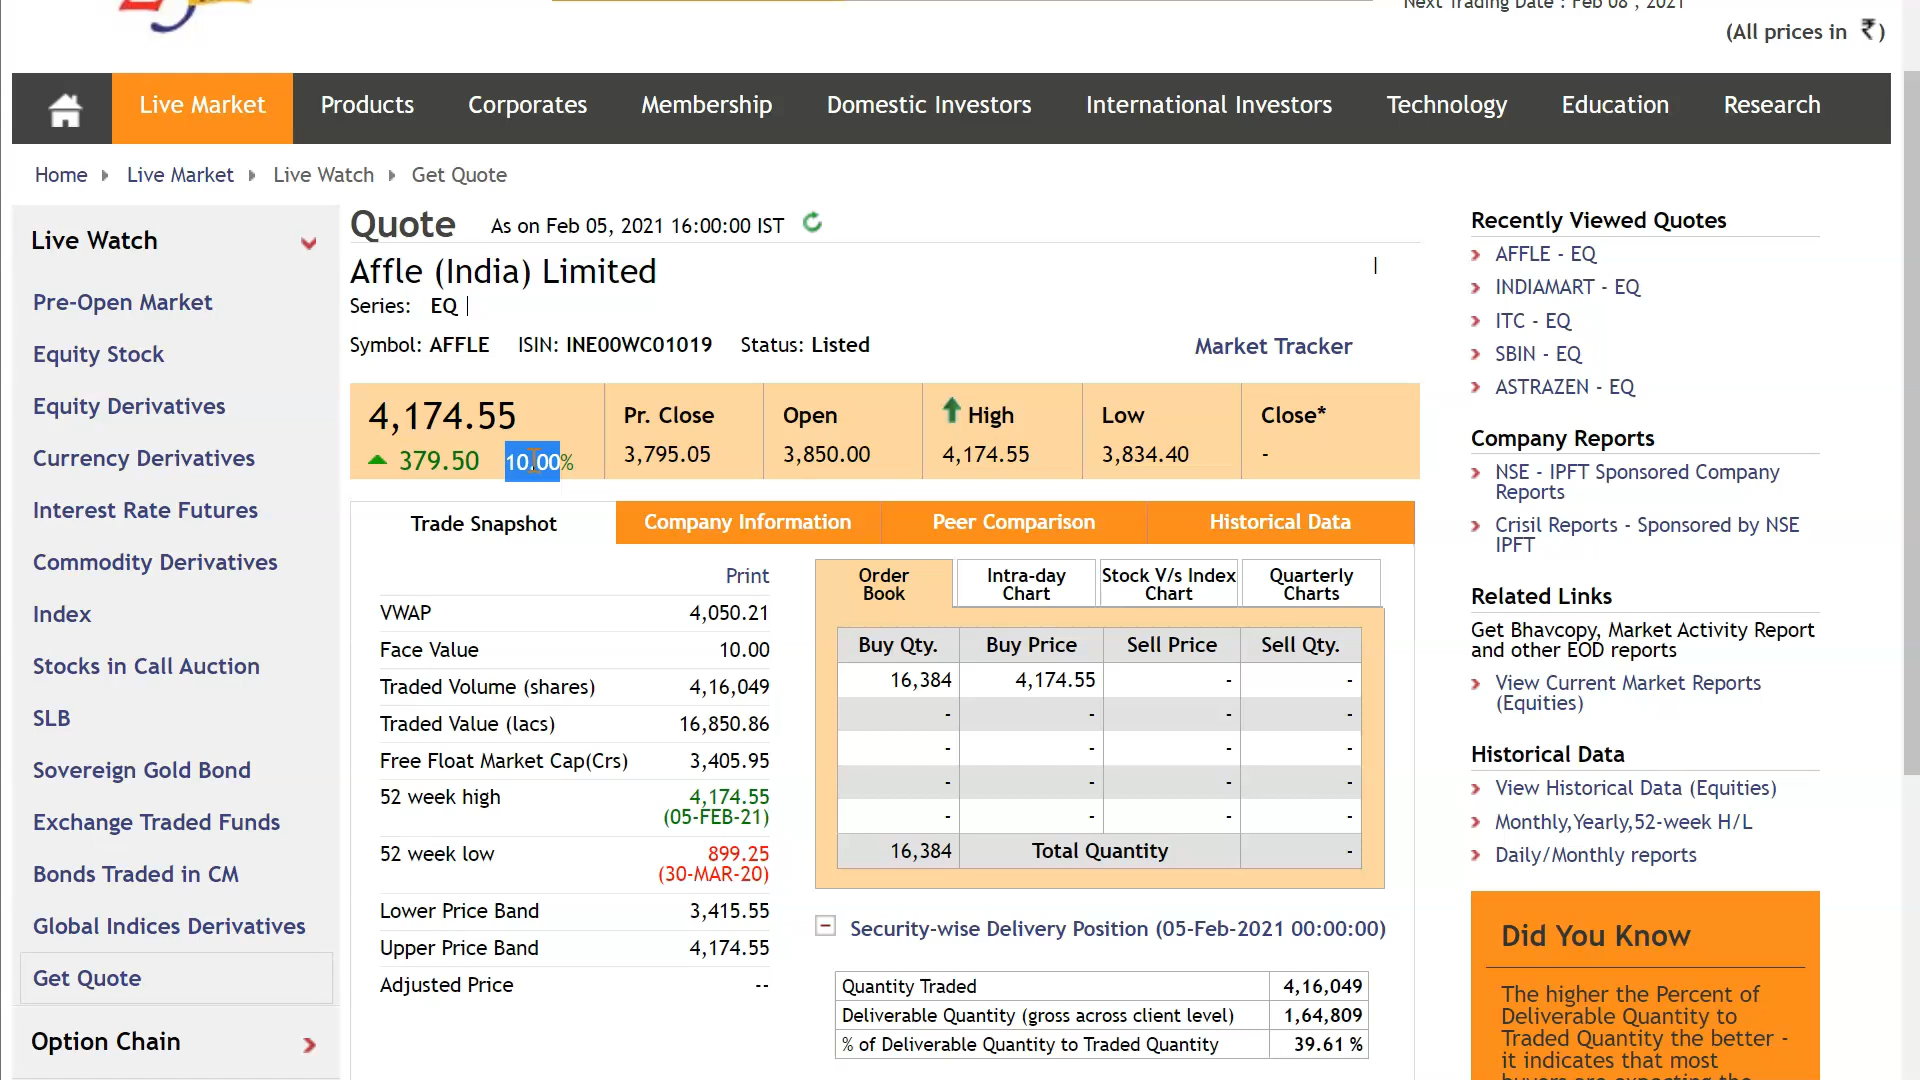 Next Trading Date : Feb 08 , 2021
(All prices in ₹ )
Live Market Products Corporates Membership Domestic Investors International Investors Technology Education Research
Home Live Market Live Watch Get Quote
Live Watch
Pre-Open Market
Equity Stock
Equity Derivatives
Currency Derivatives
Interest Rate Futures
Commodity Derivatives
Index
Stocks in Call Auction
SLB
Sovereign Gold Bond
Exchange Traded Funds
Bonds Traded in CM
Global Indices Derivatives
Get Quote
Option Chain
Quote As on Feb 05, 2021 16:00:00 IST
Affle (India) Limited |
Series: EQ |
Symbol: AFFLE ISIN: INE00WC01019 Status: Listed Market Tracker
4,174.55
379.50 10.00%
Pr. Close
3,795.05
Open
3,850.00
High
4,174.55
Low
3,834.40
Close*
-
Trade Snapshot Company Information Peer Comparison Historical Data
Print
VWAP 4,050.21
Face Value 10.00
Traded Volume (shares) 4,16,049
Traded Value (lacs) 16,850.86
Free Float Market Cap(Crs) 3,405.95
52 week high 4,174.55
(05-FEB-21)
52 week low 899.25
(30-MAR-20)
Lower Price Band 3,415.55
Upper Price Band 4,174.55
Adjusted Price --
Order
Book
Intra-day
Chart
Stock V/s Index
Chart
Quarterly
Charts
Buy Qty. Buy Price Sell Price Sell Qty.
16,384 4,174.55 - -
- - - -
- - - -
- - - -
- - - -
16,384 Total Quantity -
Security-wise Delivery Position (05-Feb-2021 00:00:00)
Quantity Traded 4,16,049
Deliverable Quantity (gross across client level) 1,64,809
% of Deliverable Quantity to Traded Quantity 39.61 %
Recently Viewed Quotes
AFFLE - EQ
INDIAMART - EQ
ITC - EQ
SBIN - EQ
ASTRAZEN - EQ
Company Reports
NSE - IPFT Sponsored Company
Reports
Crisil Reports - Sponsored by NSE
IPFT
Related Links
Get Bhavcopy, Market Activity Report
and other EOD reports
View Current Market Reports
(Equities)
Historical Data
View Historical Data (Equities)
Monthly,Yearly,52-week H/L
Daily/Monthly reports
Did You Know
The higher the Percent of
Deliverable Quantity to
Traded Quantity the better -
it indicates that most
buyers are expecting the